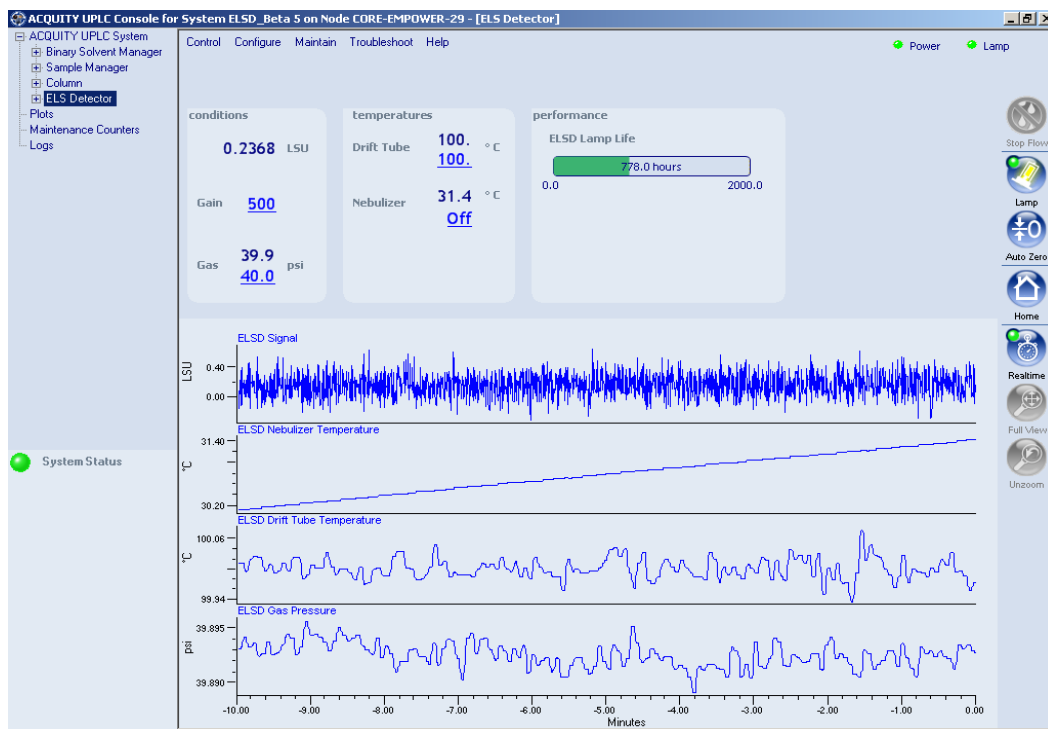 ACQUITY UPLC Console for System ELSD_Beta 5 on Node CORE-EMPOWER-29 - [ELS Detector]
ACQUITY UPLC System
Binary Solvent Manager
Sample Manager
Column
ELS Detector
Plots
Maintenance Counters
Logs
System Status
Control Configure Maintain Troubleshoot Help
Power Lamp
conditions
0.2368 LSU
Gain 500
Gas 39.9 psi
40.0
temperatures
Drift Tube 100. °C
100.
Nebulizer 31.4 °C
Off
performance
ELSD Lamp Life
778.0 hours
0.0 2000.0
Stop Flow
Lamp
Auto Zero
Home
Realtime
Full View
Unzoom
ELSD Signal
LSU
0.40
0.00
ELSD Nebulizer Temperature
°C
31.40
30.20
ELSD Drift Tube Temperature
°C
100.06
99.94
ELSD Gas Pressure
psi
39.895
39.890
-10.00 -9.00 -8.00 -7.00 -6.00 -5.00 -4.00 -3.00 -2.00 -1.00 0.00
Minutes